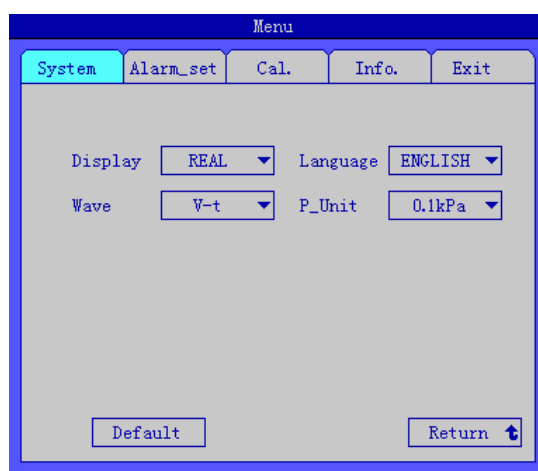 Menu
System Alarm_set Cal. Info. Exit
Display REAL Language ENGLISH
Wave V-t P_Unit 0.1kPa
Default Return